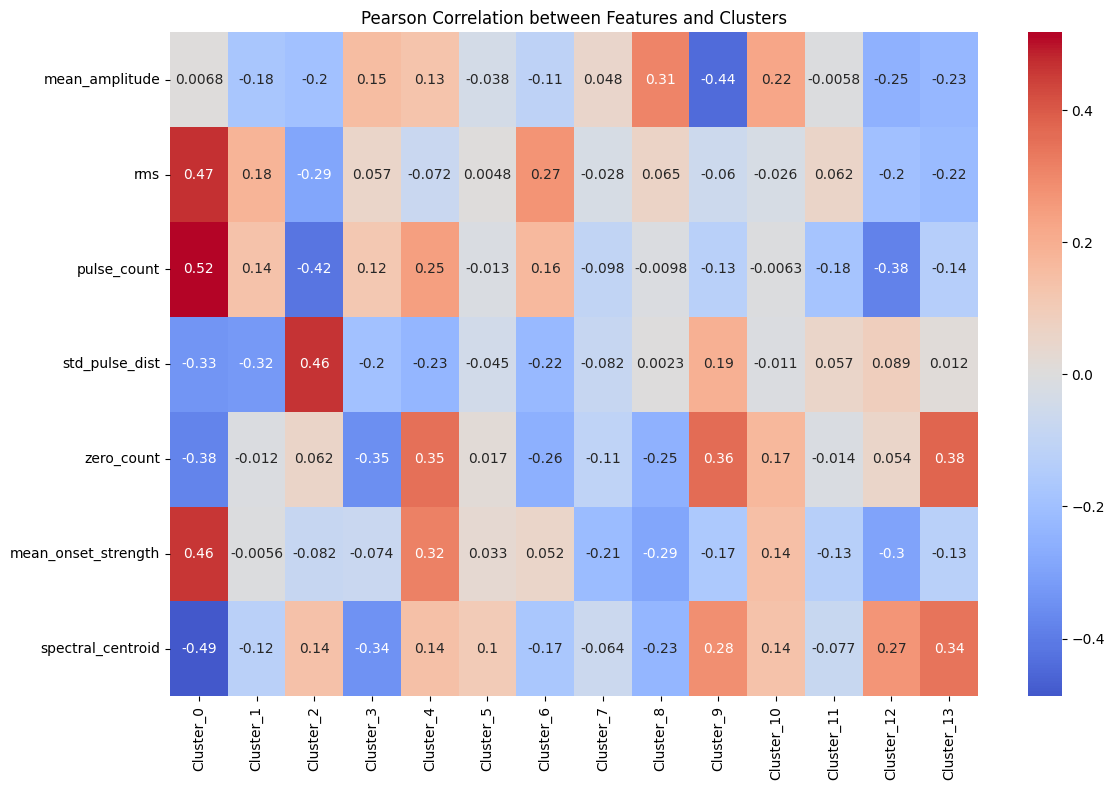 Pearson Correlation between Features and Clusters
mean_amplitude 0.0068 -0.18 -0.2 0.15 0.13 -0.038 -0.11 0.048 0.31 -0.44 0.22 -0.0058 -0.25 -0.23
rms 0.47 0.18 -0.29 0.057 -0.072 0.0048 0.27 -0.028 0.065 -0.06 -0.026 0.062 -0.2 -0.22
pulse_count 0.52 0.14 -0.42 0.12 0.25 -0.013 0.16 -0.098 -0.0098 -0.13 -0.0063 -0.18 -0.38 -0.14
std_pulse_dist -0.33 -0.32 0.46 -0.2 -0.23 -0.045 -0.22 -0.082 0.0023 0.19 -0.011 0.057 0.089 0.012
zero_count -0.38 -0.012 0.062 -0.35 0.35 0.017 -0.26 -0.11 -0.25 0.36 0.17 -0.014 0.054 0.38
mean_onset_strength 0.46 -0.0056 -0.082 -0.074 0.32 0.033 0.052 -0.21 -0.29 -0.17 0.14 -0.13 -0.3 -0.13
spectral_centroid -0.49 -0.12 0.14 -0.34 0.14 0.1 -0.17 -0.064 -0.23 0.28 0.14 -0.077 0.27 0.34
Cluster_0 Cluster_1 Cluster_2 Cluster_3 Cluster_4 Cluster_5 Cluster_6 Cluster_7 Cluster_8 Cluster_9 Cluster_10 Cluster_11 Cluster_12 Cluster_13
0.4
0.2
0.0
−0.2
−0.4